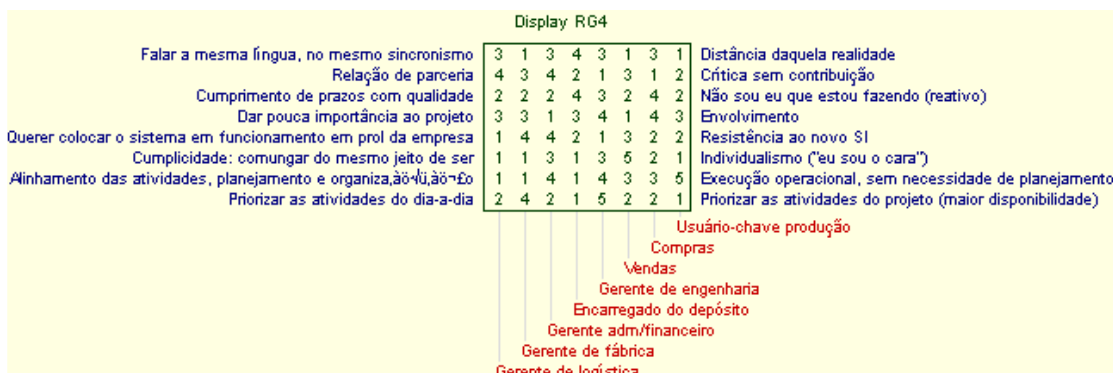 Display RG4
Falar a mesma língua, no mesmo sincronismo 3 1 3 4 3 1 3 1 Distância daquela realidade
Relação de parceria 4 3 4 2 1 3 1 2 Crítica sem contribuição
Cumprimento de prazos com qualidade 2 2 2 4 3 2 4 2 Não sou eu que estou fazendo (reativo)
Dar pouca importância ao projeto 3 3 1 3 4 1 4 3 Envolvimento
Querer colocar o sistema em funcionamento em prol da empresa 1 4 4 2 1 3 2 2 Resistência ao novo SI
Cumplicidade: comungar do mesmo jeito de ser 1 1 3 1 3 5 2 1 Individualismo ("eu sou o cara")
Alinhamento das atividades, planejamento e 1 1 4 1 4 3 3 5 Execução operacional, sem necessidade de planejamento
Priorizar as atividades do dia-a-dia 2 4 2 1 5 2 2 1 Priorizar as atividades do projeto (maior disponibilidade)
Usuário-chave produção
Compras
Vendas
Gerente de engenharia
Encarregado do depósito
Gerente adm/financeiro
Gerente de fábrica
Gerente de logística